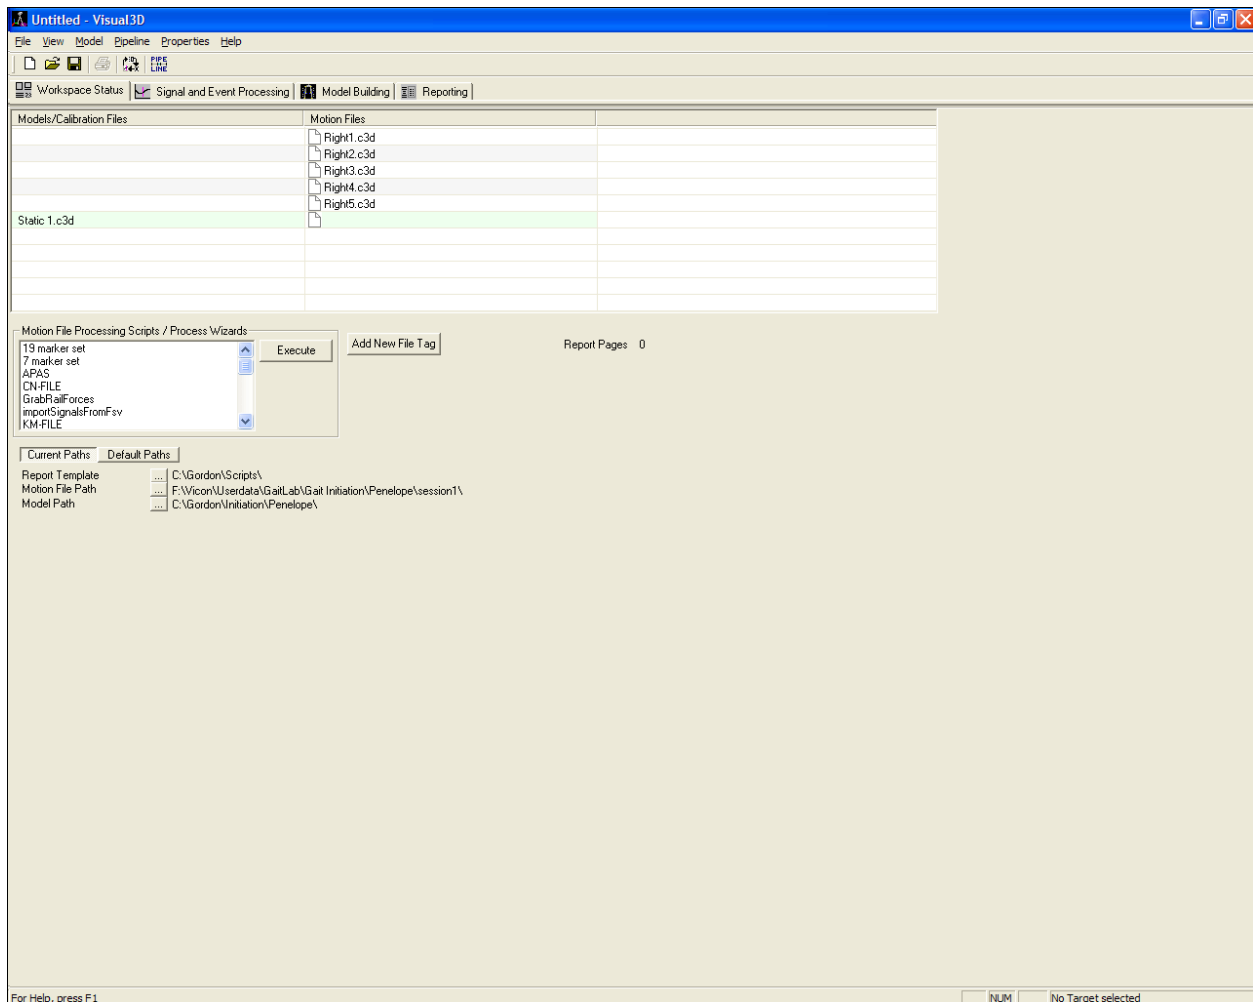 Untitled - Visual3D
File View Model Pipeline Properties Help
PIPE
LINE
Workspace Status Signal and Event Processing Model Building Reporting
Models/Calibration Files Motion Files
Right1.c3d
Right2.c3d
Right3.c3d
Right4.c3d
Right5.c3d
Static 1.c3d
Motion File Processing Scripts / Process Wizards
19 marker set
7 marker set
APAS
CN-FILE
GrabRailForces
importSignalsFromFsv
KM-FILE
Execute
Add New File Tag
Report Pages 0
Current Paths Default Paths
Report Template ... C:\Gordon\Scripts\
Motion File Path ... F:\Vicon\Userdata\GaitLab\Gait Initiation\Penelope\session1\
Model Path ... C:\Gordon\Initiation\Penelope\
For Help, press F1 NUM No Target selected